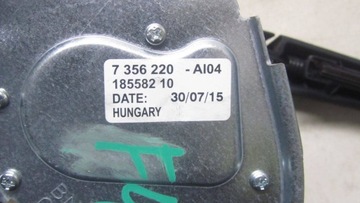 7 356 220 - AI04
185582 10
DATE: 30/07/15
HUNGARY